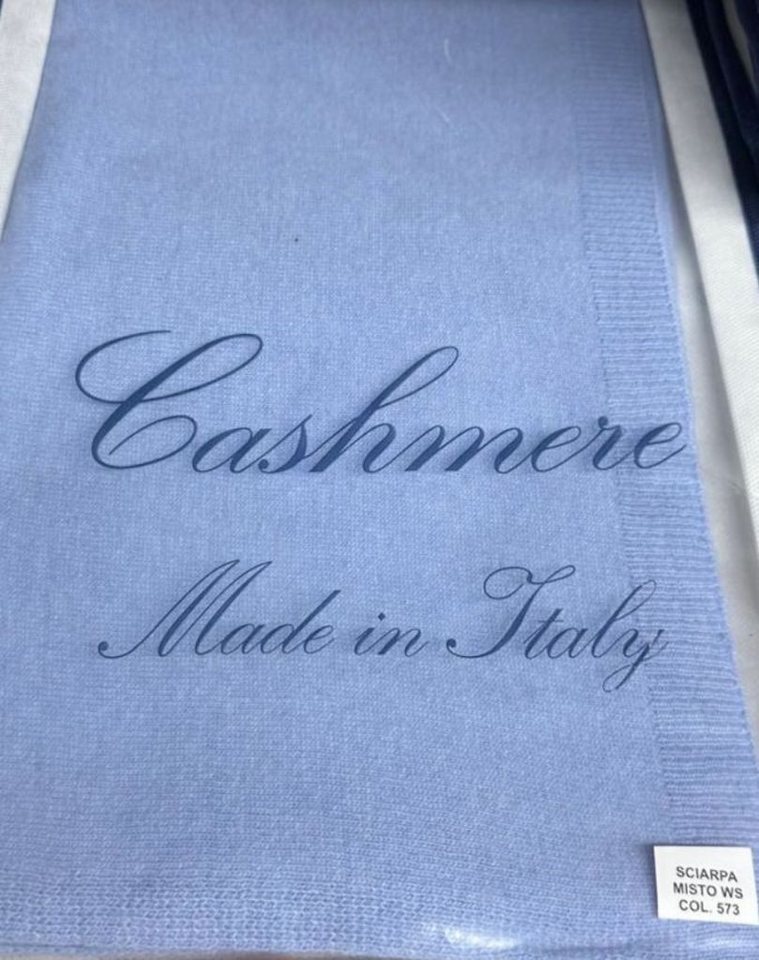 Cashmere
Made in Italy
SCIARPA
MISTO WS
COL. 573